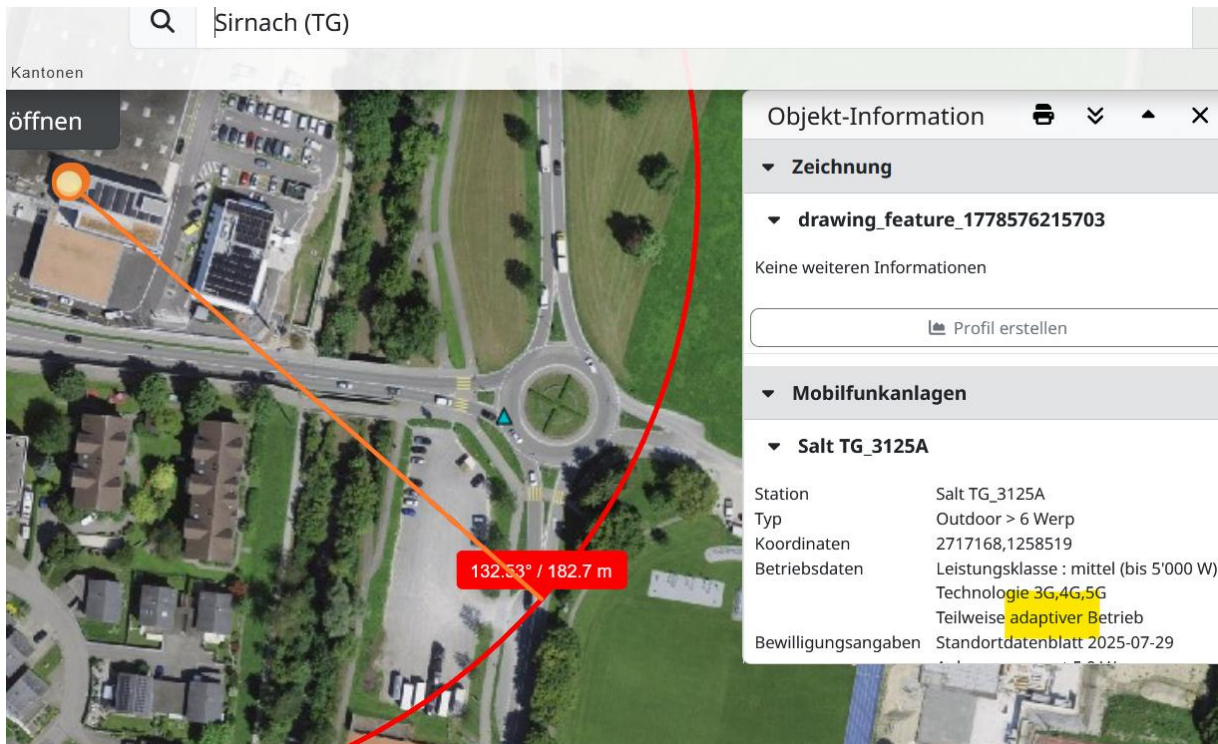 Sirnach (TG)
Kantonen
öffnen
Objekt-Information
Zeichnung
drawing_feature_1778576215703
Keine weiteren Informationen
Profil erstellen
Mobilfunkanlagen
Salt TG_3125A
Station Salt TG_3125A
Typ Outdoor > 6 Werp
Koordinaten 2717168,1258519
Betriebsdaten Leistungsklasse : mittel (bis 5'000 W)
Technologie 3G,4G,5G
Teilweise adaptiver Betrieb
Bewilligungsangaben Standortdatenblatt 2025-07-29
132.53° / 182.7 m